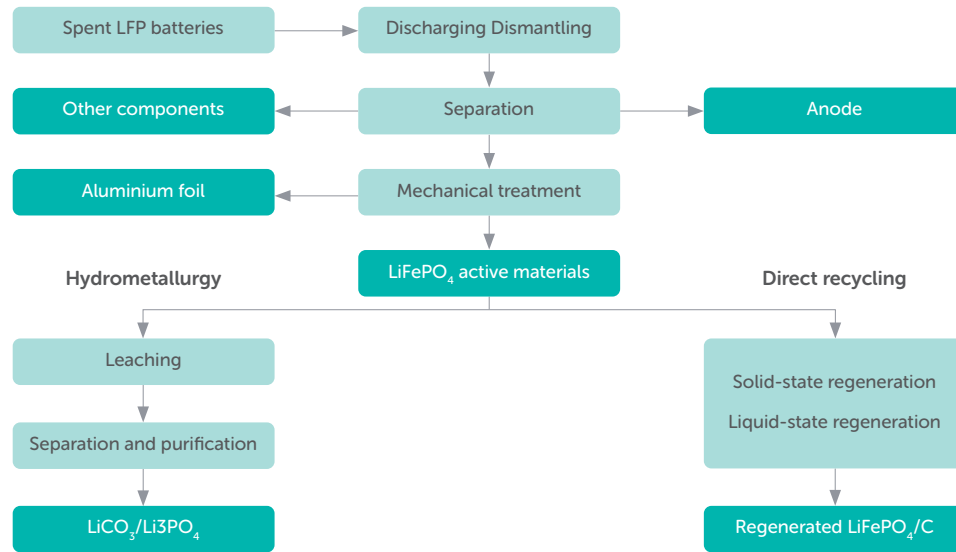 Spent LFP batteries
Discharging Dismantling
Other components
Separation
Anode
Aluminium foil
Mechanical treatment
LiFePO₄ active materials
Hydrometallurgy
Direct recycling
Leaching
Solid-state regeneration
Liquid-state regeneration
Separation and purification
LiCO₃/Li3PO₄
Regenerated LiFePO₄/C